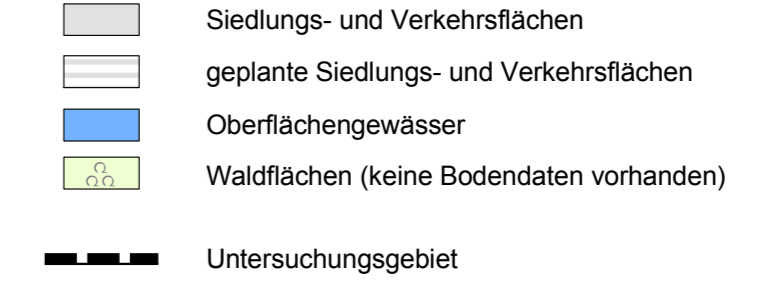 Siedlungs- und Verkehrsflächen
geplante Siedlungs- und Verkehrsflächen
Oberflächengewässer
Waldflächen (keine Bodendaten vorhanden)
Untersuchungsgebiet